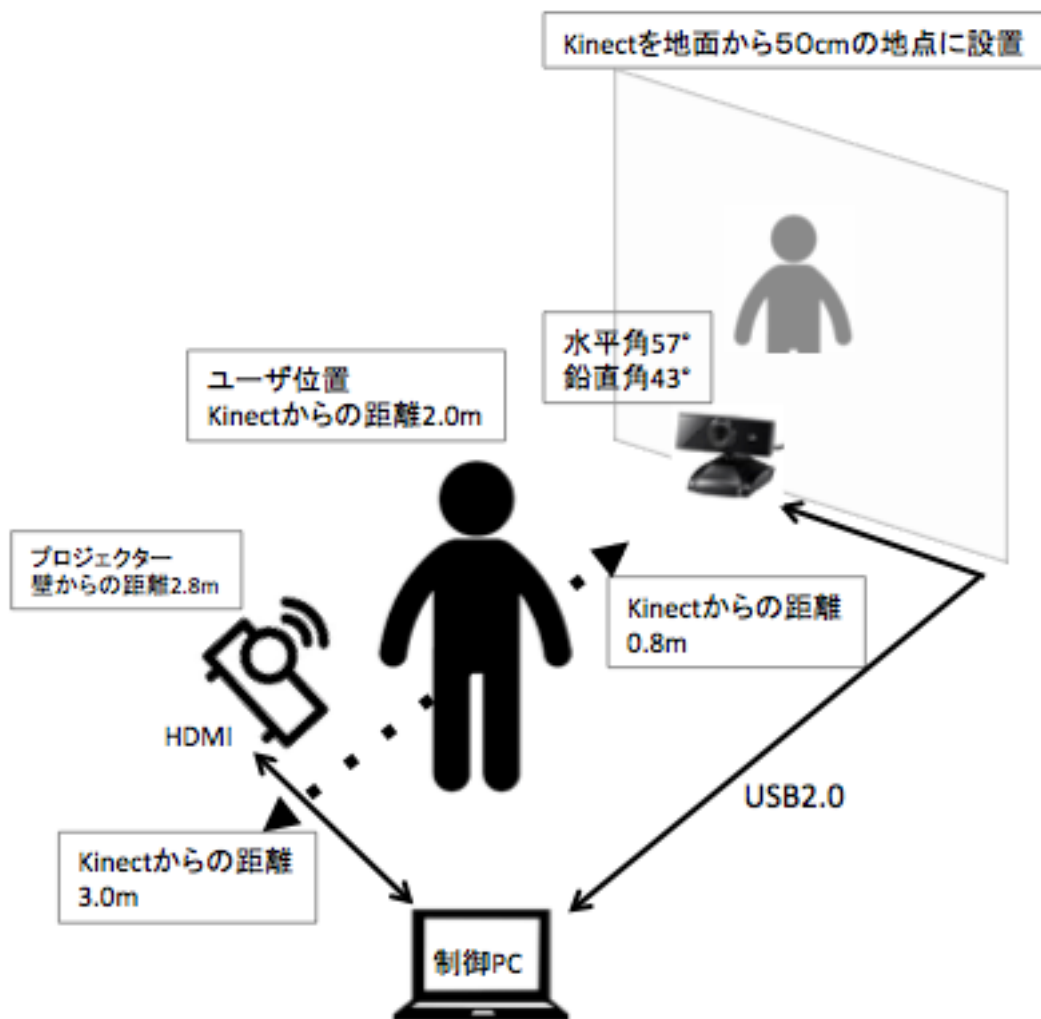 Kinectを地面から50cmの地点に設置
水平角57°
鉛直角43°
ユーザ位置
Kinectからの距離2.0m
プロジェクター
壁からの距離2.8m
Kinectからの距離
0.8m
HDMI
USB2.0
Kinectからの距離
3.0m
制御PC